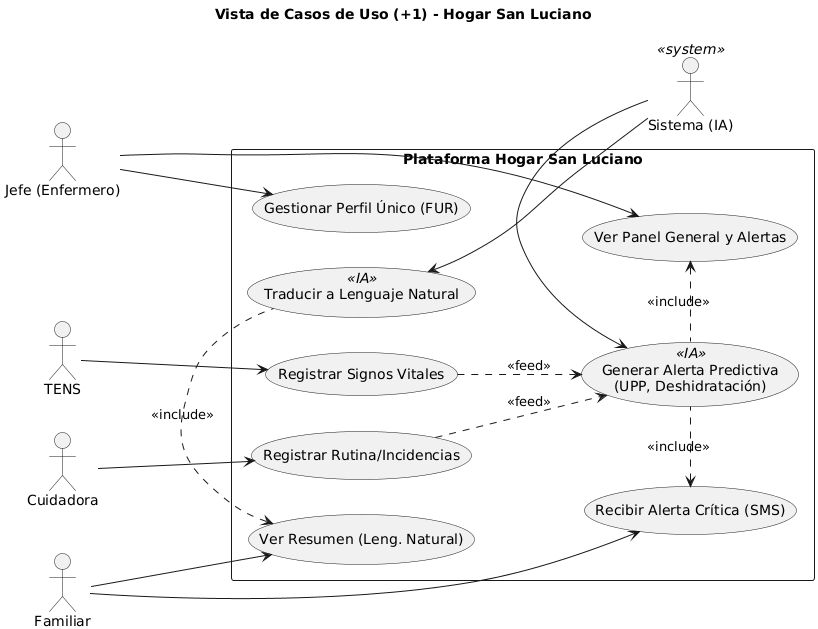 Vista de Casos de Uso (+1) - Hogar San Luciano
«system»
Sistema (IA)
Jefe (Enfermero)
Plataforma Hogar San Luciano
Gestionar Perfil Único (FUR)
Ver Panel General y Alertas
«IA»
Traducir a Lenguaje Natural
«include»
TENS
Registrar Signos Vitales
«feed»
«IA»
Generar Alerta Predictiva
(UPP, Deshidratación)
«feed»
«include»
«include»
Cuidadora
Registrar Rutina/Incidencias
Recibir Alerta Crítica (SMS)
Ver Resumen (Leng. Natural)
Familiar